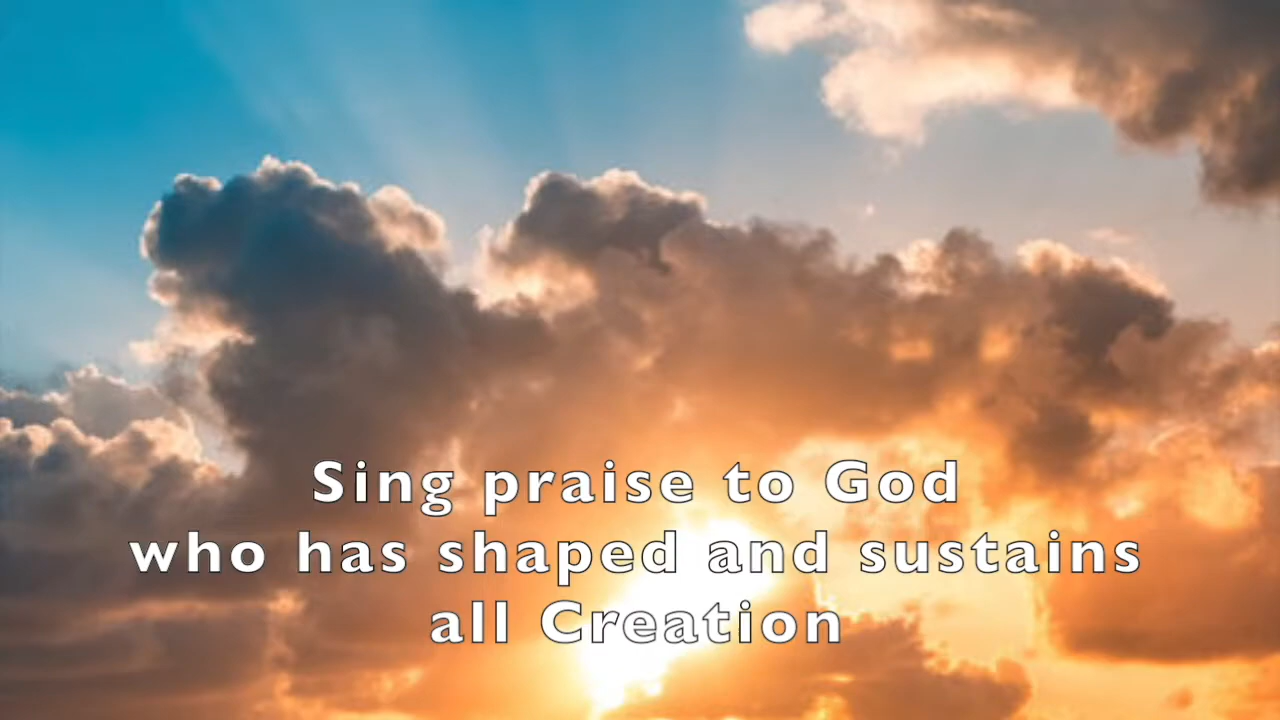 Sing praise to God
who has shaped and sustains
all Creation